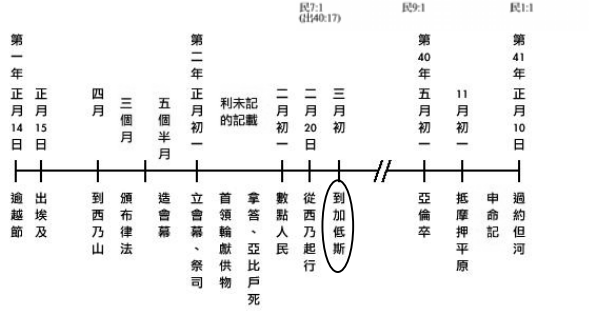 民7:1
(出40:17)
民9:1
民1:1
第一年正月14日
正月15日
四月
三個月
五個半月
第二年正月初一
利未記
的記載
二月初一
二月20日
三月初
第40年五月初一
11月初一
第41年正月10日
逾越節
出埃及
到西乃山
頒布律法
造會幕
立會幕、祭司
首領輪獻供物
拿答、亞比戶死
數點人民
從西乃起行
到加低斯
亞倫卒
抵摩押平原
申命記
過約但河